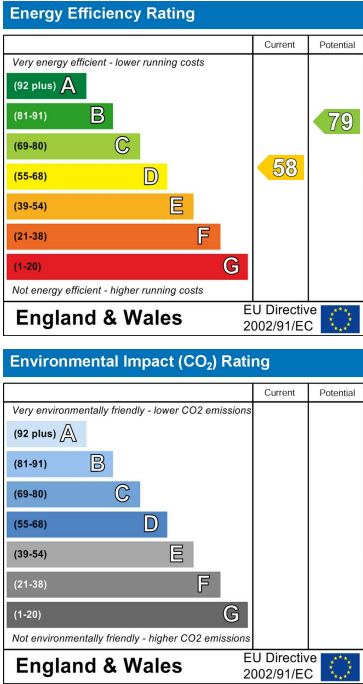 Energy Efficiency Rating
Current Potential
Very energy efficient - lower running costs
(92 plus) A
(81-91) B
79
(69-80) C
58
(55-68) D
(39-54) E
(21-38) F
(1-20) G
Not energy efficient - higher running costs
England & Wales
EU Directive
2002/91/EC
Environmental Impact (CO₂) Rating
Current Potential
Very environmentally friendly - lower CO2 emissions
(92 plus) A
(81-91) B
(69-80) C
(55-68) D
(39-54) E
(21-38) F
(1-20) G
Not environmentally friendly - higher CO2 emissions
England & Wales
EU Directive
2002/91/EC